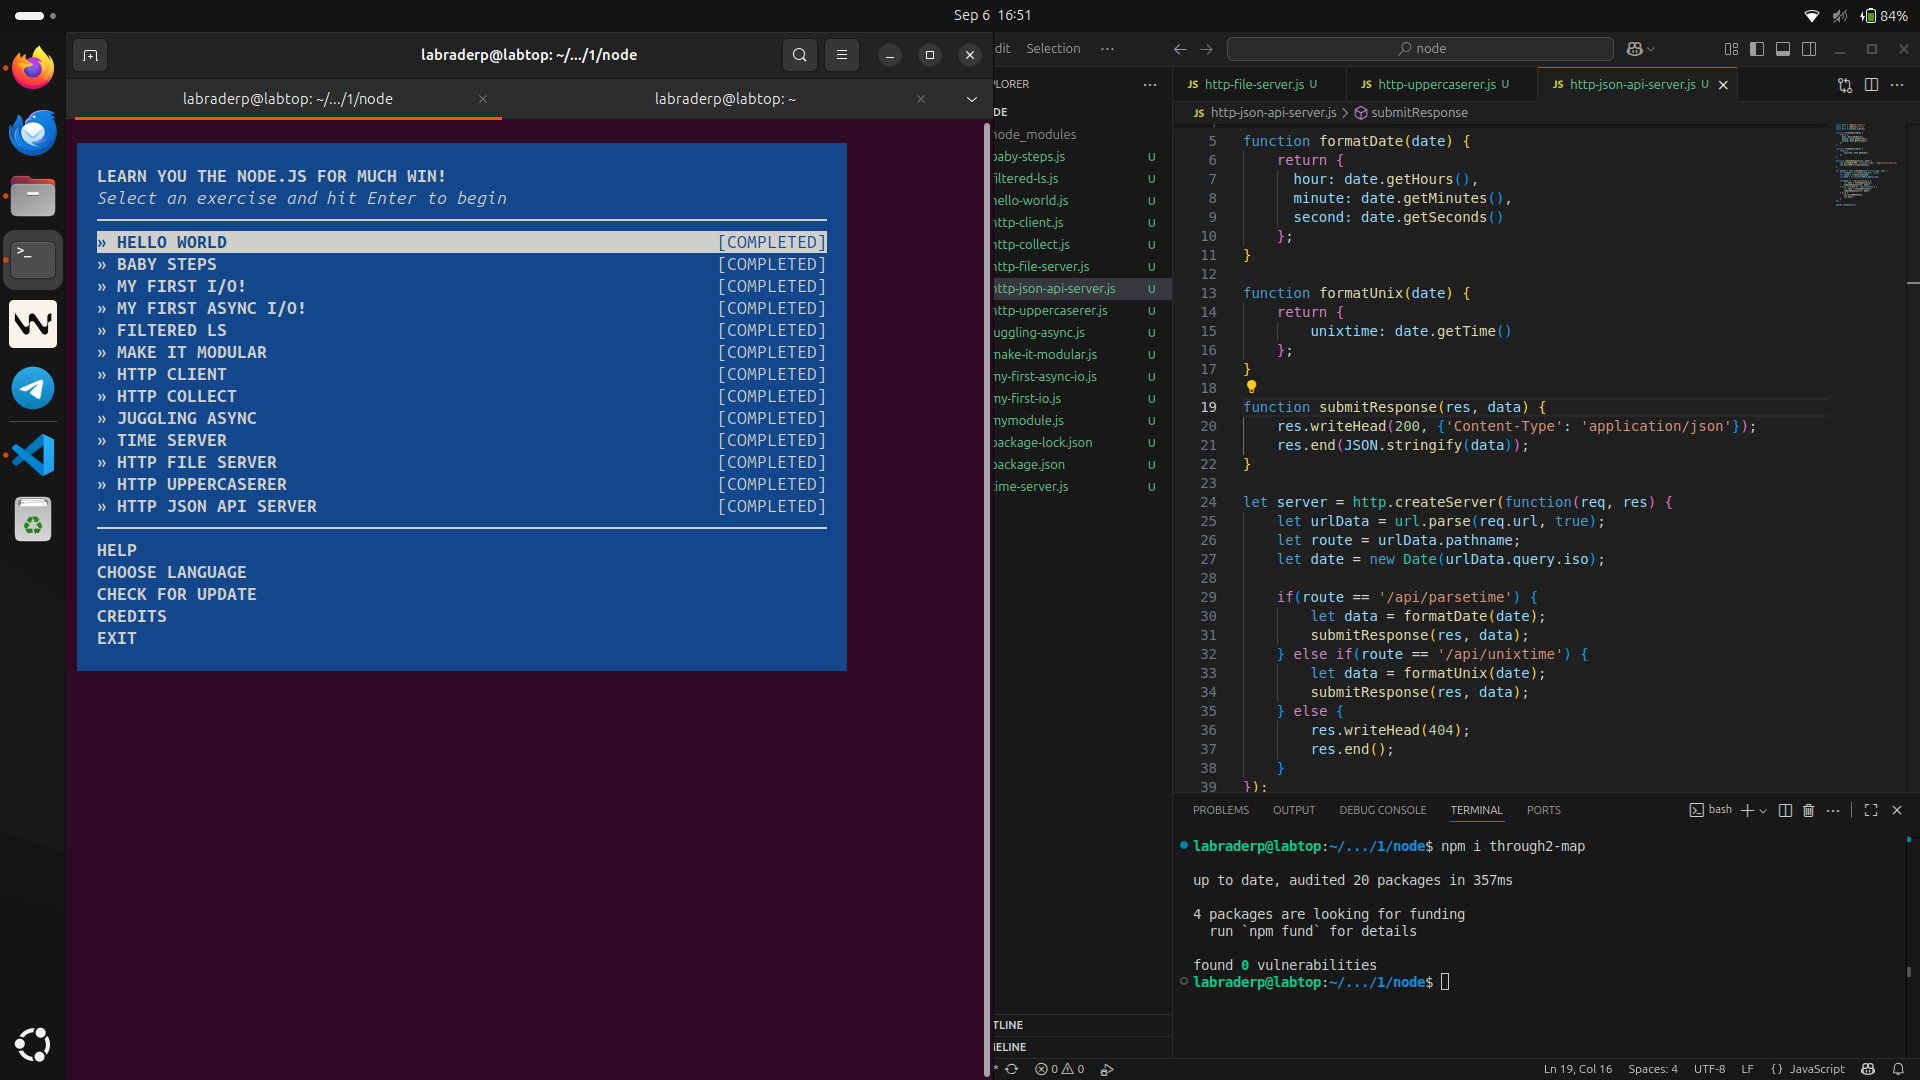 Sep 6 16:51
84%
labraderp@labtop: ~/.../1/node
labraderp@labtop: ~/.../1/node
labraderp@labtop: ~
LEARN YOU THE NODE.JS FOR MUCH WIN!
Select an exercise and hit Enter to begin
» HELLO WORLD [COMPLETED]
» BABY STEPS [COMPLETED]
» MY FIRST I/O! [COMPLETED]
» MY FIRST ASYNC I/O! [COMPLETED]
» FILTERED LS [COMPLETED]
» MAKE IT MODULAR [COMPLETED]
» HTTP CLIENT [COMPLETED]
» HTTP COLLECT [COMPLETED]
» JUGGLING ASYNC [COMPLETED]
» TIME SERVER [COMPLETED]
» HTTP FILE SERVER [COMPLETED]
» HTTP UPPERCASERER [COMPLETED]
» HTTP JSON API SERVER [COMPLETED]
HELP
CHOOSE LANGUAGE
CHECK FOR UPDATE
CREDITS
EXIT
dit Selection ···
node
PLORER ···
DE
node_modules
baby-steps.js U
filtered-ls.js U
hello-world.js U
http-client.js U
http-collect.js U
http-file-server.js U
http-json-api-server.js U
http-uppercaserer.js U
uggling-async.js U
make-it-modular.js U
my-first-async-io.js U
my-first-io.js U
mymodule.js U
package-lock.json U
package.json U
time-server.js U
TLINE
MELINE
JS http-file-server.js U
JS http-uppercaserer.js U
JS http-json-api-server.js U
JS http-json-api-server.js > submitResponse
5 function formatDate(date) {
6 return {
7 hour: date.getHours(),
8 minute: date.getMinutes(),
9 second: date.getSeconds()
10 };
11 }
12
13 function formatUnix(date) {
14 return {
15 unixtime: date.getTime()
16 };
17 }
18
19 function submitResponse(res, data) {
20 res.writeHead(200, {'Content-Type': 'application/json'});
21 res.end(JSON.stringify(data));
22 }
23
24 let server = http.createServer(function(req, res) {
25 let urlData = url.parse(req.url, true);
26 let route = urlData.pathname;
27 let date = new Date(urlData.query.iso);
28
29 if(route == '/api/parsetime') {
30 let data = formatDate(date);
31 submitResponse(res, data);
32 } else if(route == '/api/unixtime') {
33 let data = formatUnix(date);
34 submitResponse(res, data);
35 } else {
36 res.writeHead(404);
37 res.end();
38 }
39 });
PROBLEMS OUTPUT DEBUG CONSOLE TERMINAL PORTS
bash
labraderp@labtop:~/.../1/node$ npm i through2-map
up to date, audited 20 packages in 357ms
4 packages are looking for funding
run `npm fund` for details
found 0 vulnerabilities
labraderp@labtop:~/.../1/node$
0 0
Ln 19, Col 16 Spaces: 4 UTF-8 LF {} JavaScript